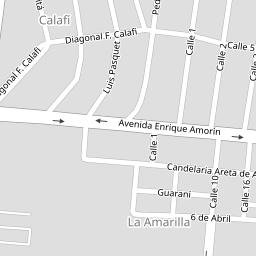 Calafí
Diagonal F. Calafi
Diagonal F. Calafi
Luis Pasquet
Calle 1
Calle 2
Calle 5
Avenida Enrique Amorín
Calle 1
Candelaria Areta de
Guaraní
Calle 10
Calle 16
La Amarilla
6 de Abril